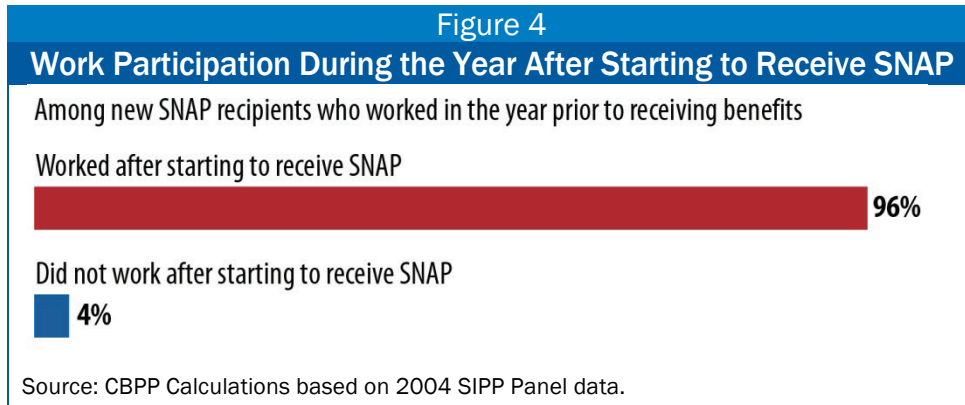 Figure 4
Work Participation During the Year After Starting to Receive SNAP
Among new SNAP recipients who worked in the year prior to receiving benefits
Worked after starting to receive SNAP
96%
Did not work after starting to receive SNAP
4%
Source: CBPP Calculations based on 2004 SIPP Panel data.